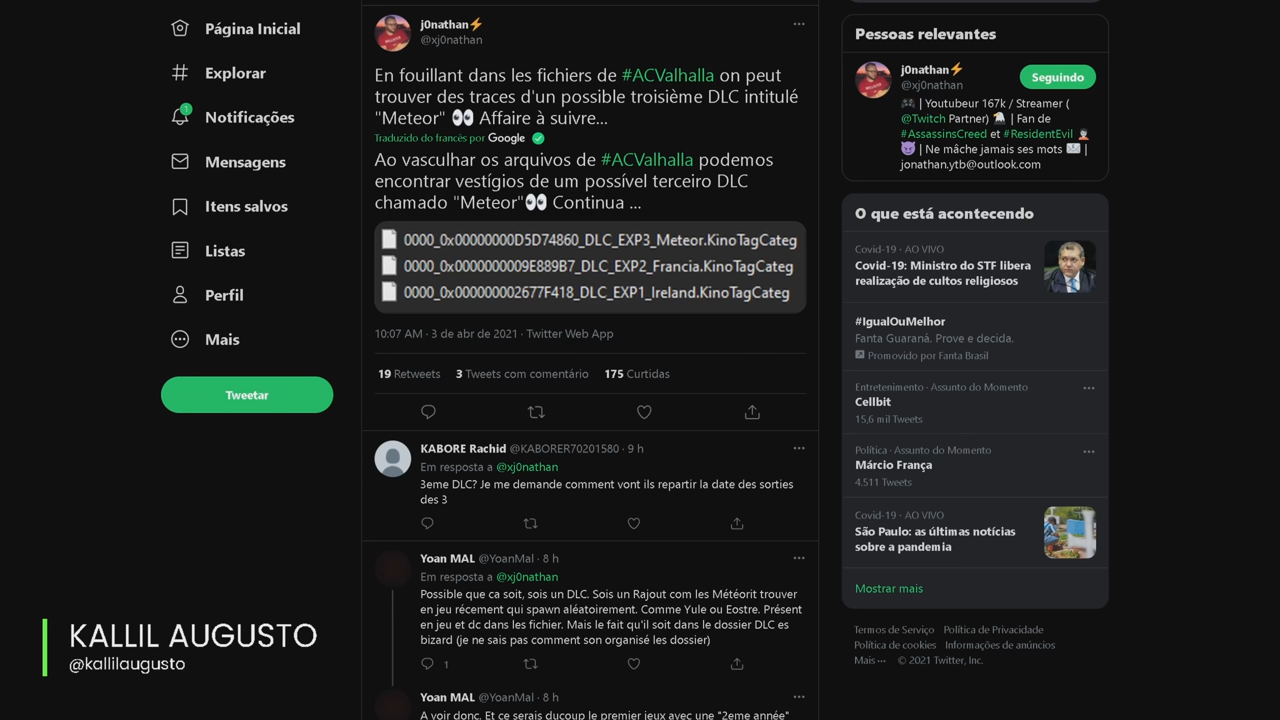 Página Inicial
Explorar
1
Notificações
Mensagens
Itens salvos
Listas
Perfil
Mais
Tweetar
KALLIL AUGUSTO
@kallilaugusto
j0nathan⚡
@xj0nathan
En fouillant dans les fichiers de #ACValhalla on peut
trouver des traces d'un possible troisième DLC intitulé
"Meteor" 👀 Affaire à suivre...
Traduzido do francês por Google
Ao vasculhar os arquivos de #ACValhalla podemos
encontrar vestígios de um possível terceiro DLC
chamado "Meteor"👀 Continua ...
0000_0x00000000D5D74860_DLC_EXP3_Meteor.KinoTagCateg
0000_0x0000000009E889B7_DLC_EXP2_Francia.KinoTagCateg
0000_0x000000002677F418_DLC_EXP1_Ireland.KinoTagCateg
10:07 AM · 3 de abr de 2021 · Twitter Web App
19 Retweets 3 Tweets com comentário 175 Curtidas
KABORE Rachid @KABORER70201580 · 9 h
Em resposta a @xj0nathan
3eme DLC? Je me demande comment vont ils repartir la date des sorties
des 3
Yoan MAL @YoanMal · 8 h
Em resposta a @xj0nathan
Possible que ca soit, sois un DLC. Sois un Rajout com les Météorit trouver
en jeu récement qui spawn aléatoirement. Comme Yule ou Eostre. Présent
en jeu et dc dans les fichier. Mais le fait qu'il soit dans le dossier DLC es
bizard (je ne sais pas comment son organisé les dossier)
1
Yoan MAL @YoanMal · 8 h
A voir donc. Et ce serais ducoup le premier jeux avec une "2eme année"
Pessoas relevantes
j0nathan⚡
@xj0nathan
Seguindo
🎮 | Youtubeur 167k / Streamer (
@Twitch Partner) | Fan de
#AssassinsCreed et #ResidentEvil
😈 | Ne mâche jamais ses mots 📨 |
jonathan.ytb@outlook.com
O que está acontecendo
Covid-19 · AO VIVO
Covid-19: Ministro do STF libera
realização de cultos religiosos
#IgualOuMelhor
Fanta Guaraná. Prove e decida.
Promovido por Fanta Brasil
Entretenimento · Assunto do Momento
Cellbit
15,6 mil Tweets
Política · Assunto do Momento
Márcio França
4.511 Tweets
Covid-19 · AO VIVO
São Paulo: as últimas notícias
sobre a pandemia
Mostrar mais
Termos de Serviço Política de Privacidade
Política de cookies Informações de anúncios
Mais ··· © 2021 Twitter, Inc.